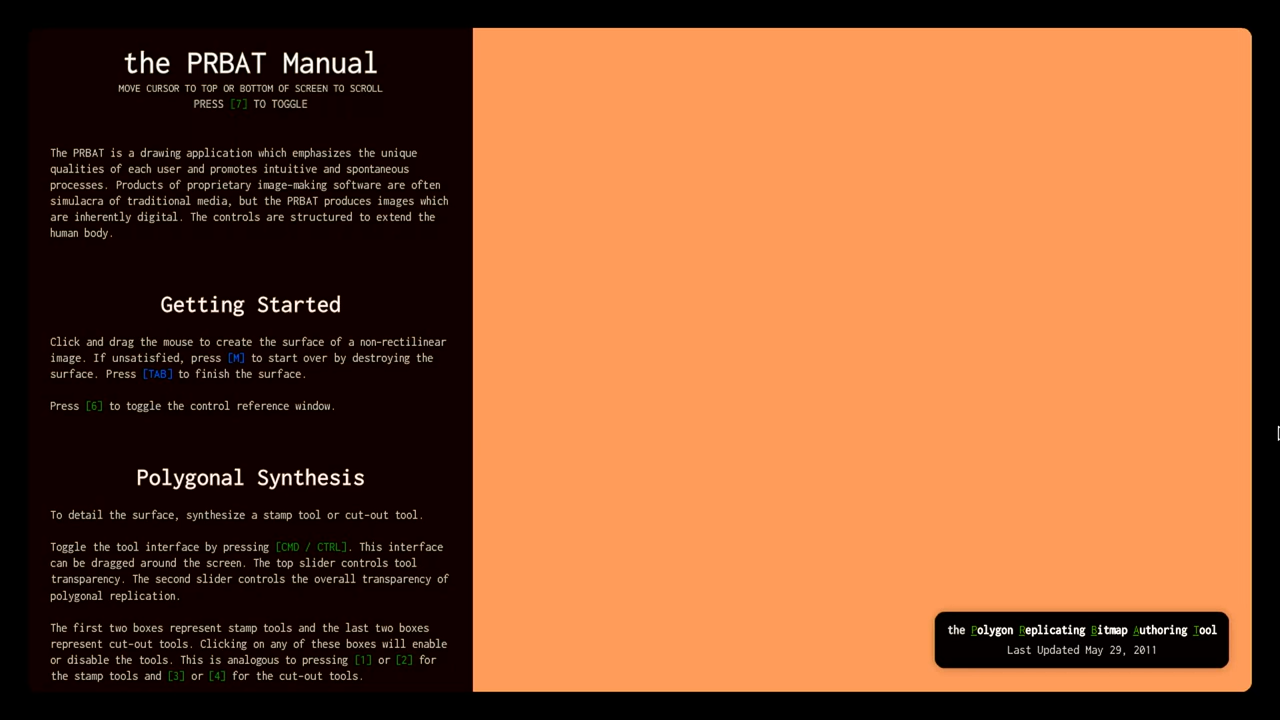 the PRBAT Manual
MOVE CURSOR TO TOP OR BOTTOM OF SCREEN TO SCROLL
PRESS [7] TO TOGGLE
The PRBAT is a drawing application which emphasizes the unique
qualities of each user and promotes intuitive and spontaneous
processes. Products of proprietary image-making software are often
simulacra of traditional media, but the PRBAT produces images which
are inherently digital. The controls are structured to extend the
human body.
Getting Started
Click and drag the mouse to create the surface of a non-rectilinear
image. If unsatisfied, press [M] to start over by destroying the
surface. Press [TAB] to finish the surface.
Press [6] to toggle the control reference window.
Polygonal Synthesis
To detail the surface, synthesize a stamp tool or cut-out tool.
Toggle the tool interface by pressing [CMD / CTRL]. This interface
can be dragged around the screen. The top slider controls tool
transparency. The second slider controls the overall transparency of
polygonal replication.
The first two boxes represent stamp tools and the last two boxes
represent cut-out tools. Clicking on any of these boxes will enable
or disable the tools. This is analogous to pressing [1] or [2] for
the stamp tools and [3] or [4] for the cut-out tools.
the Polygon Replicating Bitmap Authoring Tool
Last Updated May 29, 2011